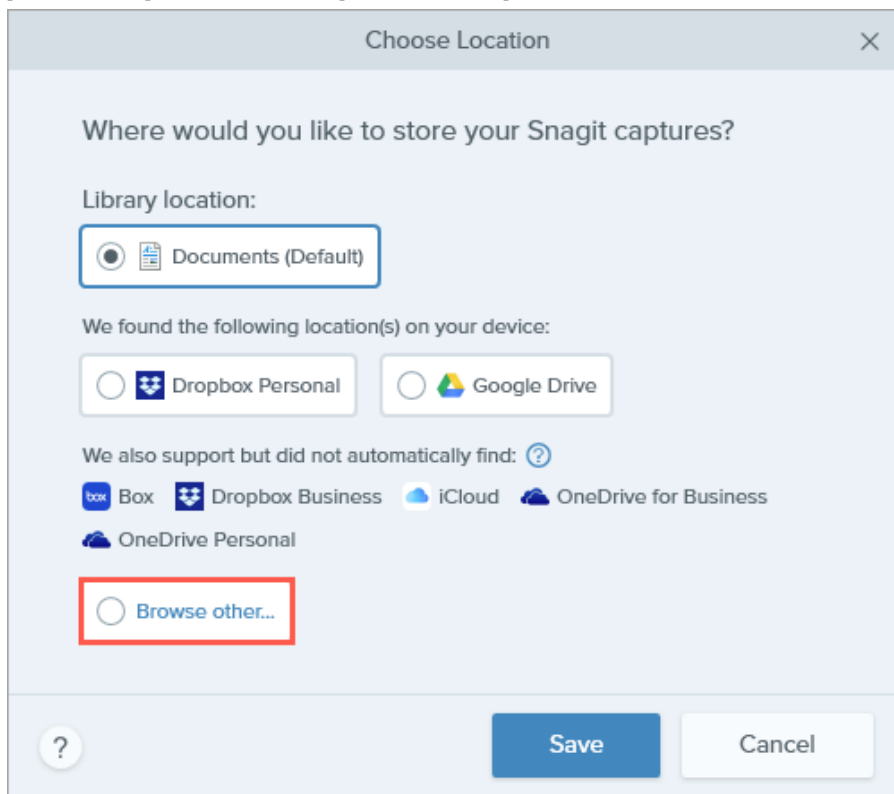 Choose Location
Where would you like to store your Snagit captures?
Library location:
Documents (Default)
We found the following location(s) on your device:
Dropbox Personal Google Drive
We also support but did not automatically find: ?
box Box Dropbox Business iCloud OneDrive for Business
OneDrive Personal
Browse other...
? Save Cancel